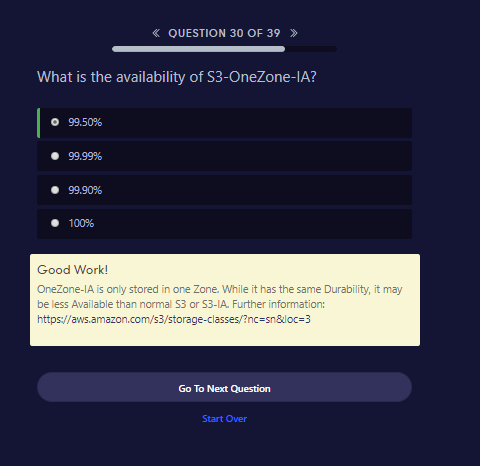 « QUESTION 30 OF 39 »
What is the availability of S3-OneZone-IA?
99.50%
99.99%
99.90%
100%
Good Work!
OneZone-IA is only stored in one Zone. While it has the same Durability, it may
be less Available than normal S3 or S3-IA. Further information:
https://aws.amazon.com/s3/storage-classes/?nc=sn&loc=3
Go To Next Question
Start Over